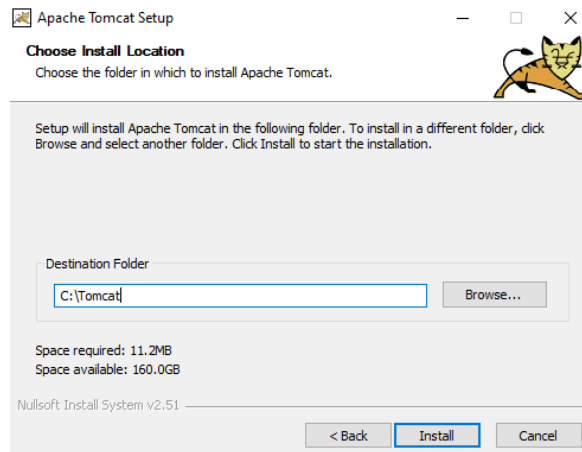 Apache Tomcat Setup
Choose Install Location
Choose the folder in which to install Apache Tomcat.
Setup will install Apache Tomcat in the following folder. To install in a different folder, click
Browse and select another folder. Click Install to start the installation.
Destination Folder
C:\Tomcat
Browse...
Space required: 11.2MB
Space available: 160.0GB
Nullsoft Install System v2.51
< Back
Install
Cancel